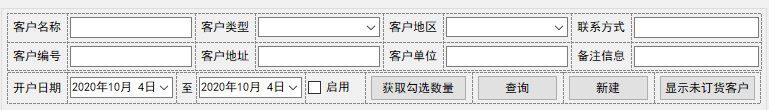 客户名称 客户类型 客户地区 联系方式
客户编号 客户地址 客户单位 备注信息
开户日期 2020年10月 4日 至 2020年10月 4日 启用 获取勾选数量 查询 新建 显示未订货客户